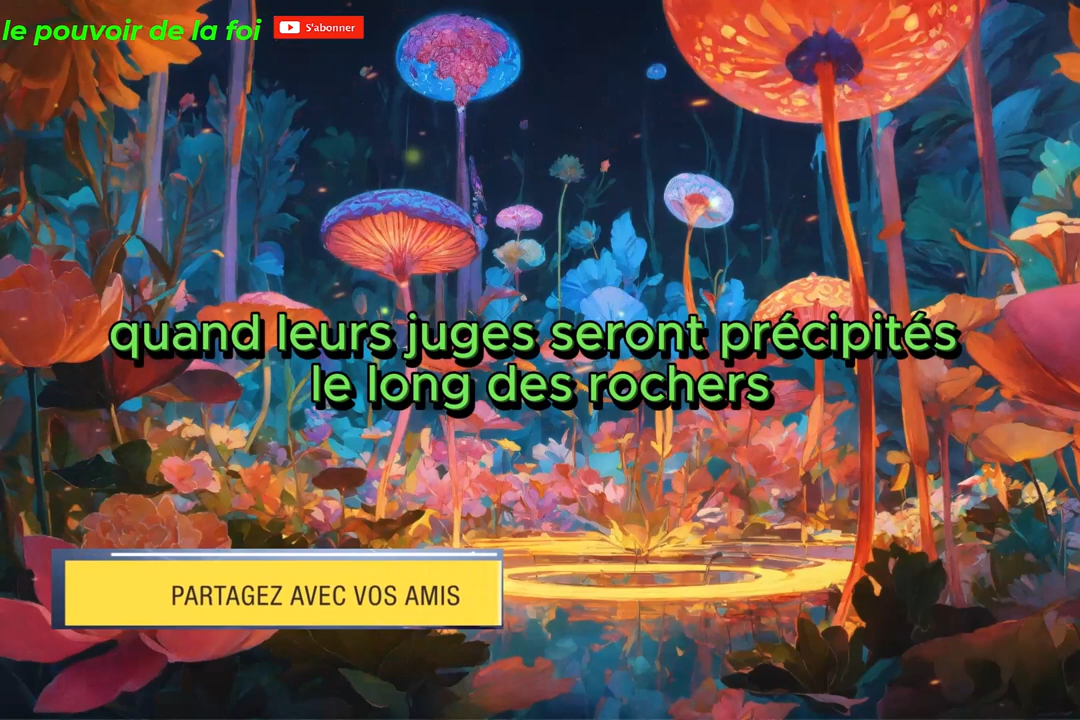 le pouvoir de la foi
S'abonner
quand leurs juges seront précipités
le long des rochers
PARTAGEZ AVEC VOS AMIS